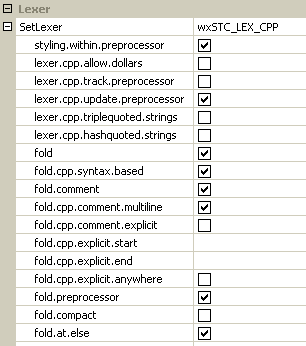 Lexer
SetLexer wxSTC_LEX_CPP
styling.within.preprocessor
lexer.cpp.allow.dollars
lexer.cpp.track.preprocessor
lexer.cpp.update.preprocessor
lexer.cpp.triplequoted.strings
lexer.cpp.hashquoted.strings
fold
fold.cpp.syntax.based
fold.comment
fold.cpp.comment.multiline
fold.cpp.comment.explicit
fold.cpp.explicit.start
fold.cpp.explicit.end
fold.cpp.explicit.anywhere
fold.preprocessor
fold.compact
fold.at.else